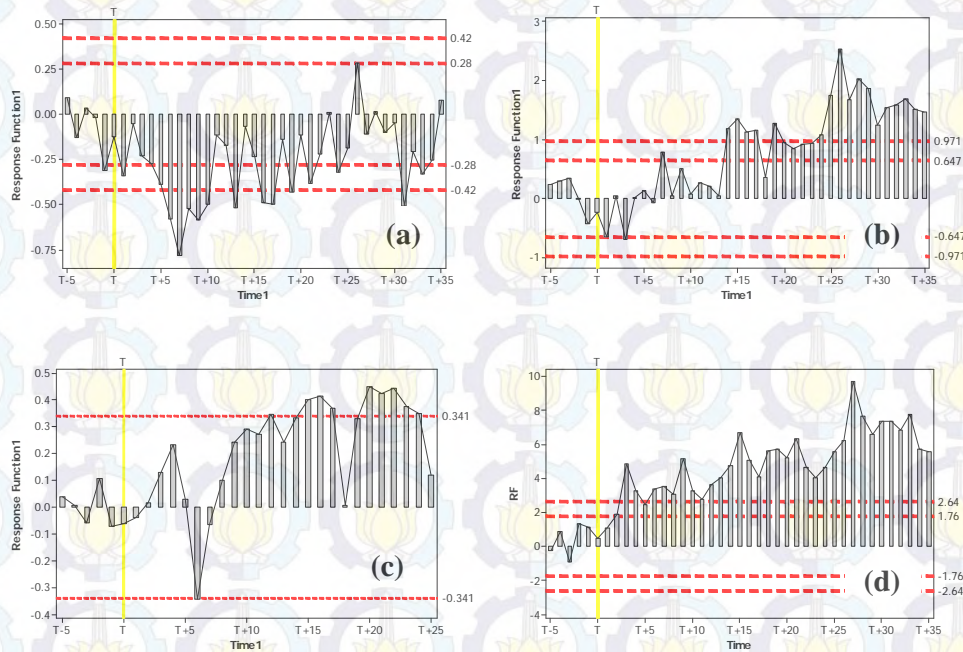 T
0.50
0.25
0.00
-0.25
-0.50
-0.75
0.42
0.28
-0.28
-0.42
Response Function1
(a)
T-5
T
T+5
T+10
T+15
T+20
T+25
T+30
T+35
Time1
T
3
2
1
0
-1
0.971
0.647
-0.647
-0.971
Response Function1
(b)
T-5
T
T+5
T+10
T+15
T+20
T+25
T+30
T+35
Time1
T
0.5
0.4
0.3
0.2
0.1
0.0
-0.1
-0.2
-0.3
-0.4
0.341
-0.341
Response Function1
(c)
T-5
T
T+5
T+10
T+15
T+20
T+25
Time1
T
10
8
6
4
2
0
-2
-4
2.64
1.76
-1.76
-2.64
RF
(d)
T-5
T
T+5
T+10
T+15
T+20
T+25
T+30
T+35
Time